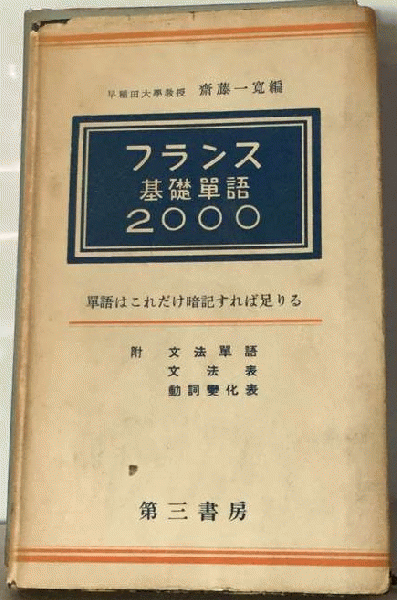 早稲田大學教授 齋藤一寛編
フランス
基礎單語
2000
單語はこれだけ暗記すれば足りる
附 文法單語
文法表
動詞變化表
第三書房